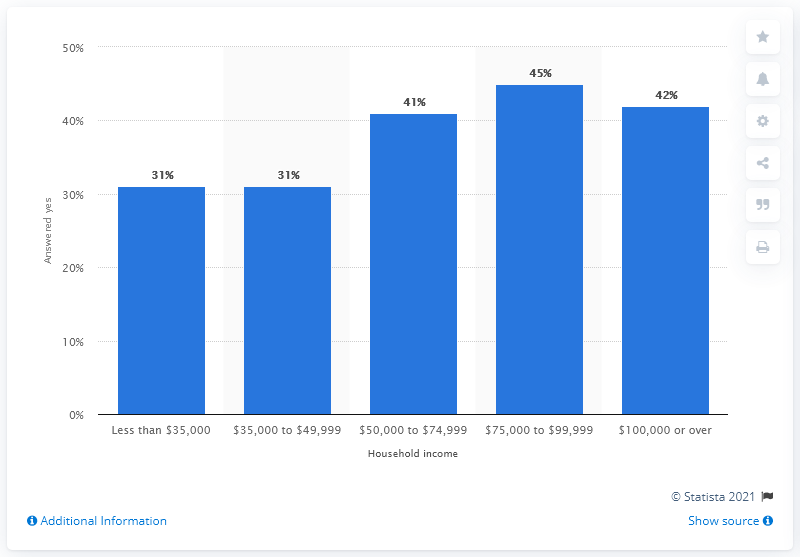 50%
40%
30%
20%
10%
0%
Answered yes
31%
31%
41%
45%
42%
Less than $35,000
$35,000 to $49,999
$50,000 to $74,999
$75,000 to $99,999
$100,000 or over
Household income
© Statista 2021
Additional Information
Show source